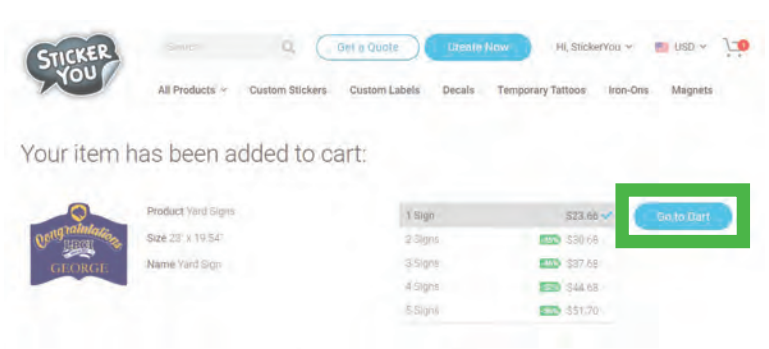 STICKER YOU
Search
Get a Quote
Create Now
Hi, StickerYou
USD
All Products
Custom Stickers
Custom Labels
Decals
Temporary Tattoos
Iron-Ons
Magnets
Your item has been added to cart:
Congratulations
GEORGE
Product Yard Signs
Size 23" x 19.54"
Name Yard Sign
1 Sign $23.66
2 Signs $30.68
3 Signs $37.68
4 Signs $44.68
5 Signs $51.70
Go to Cart